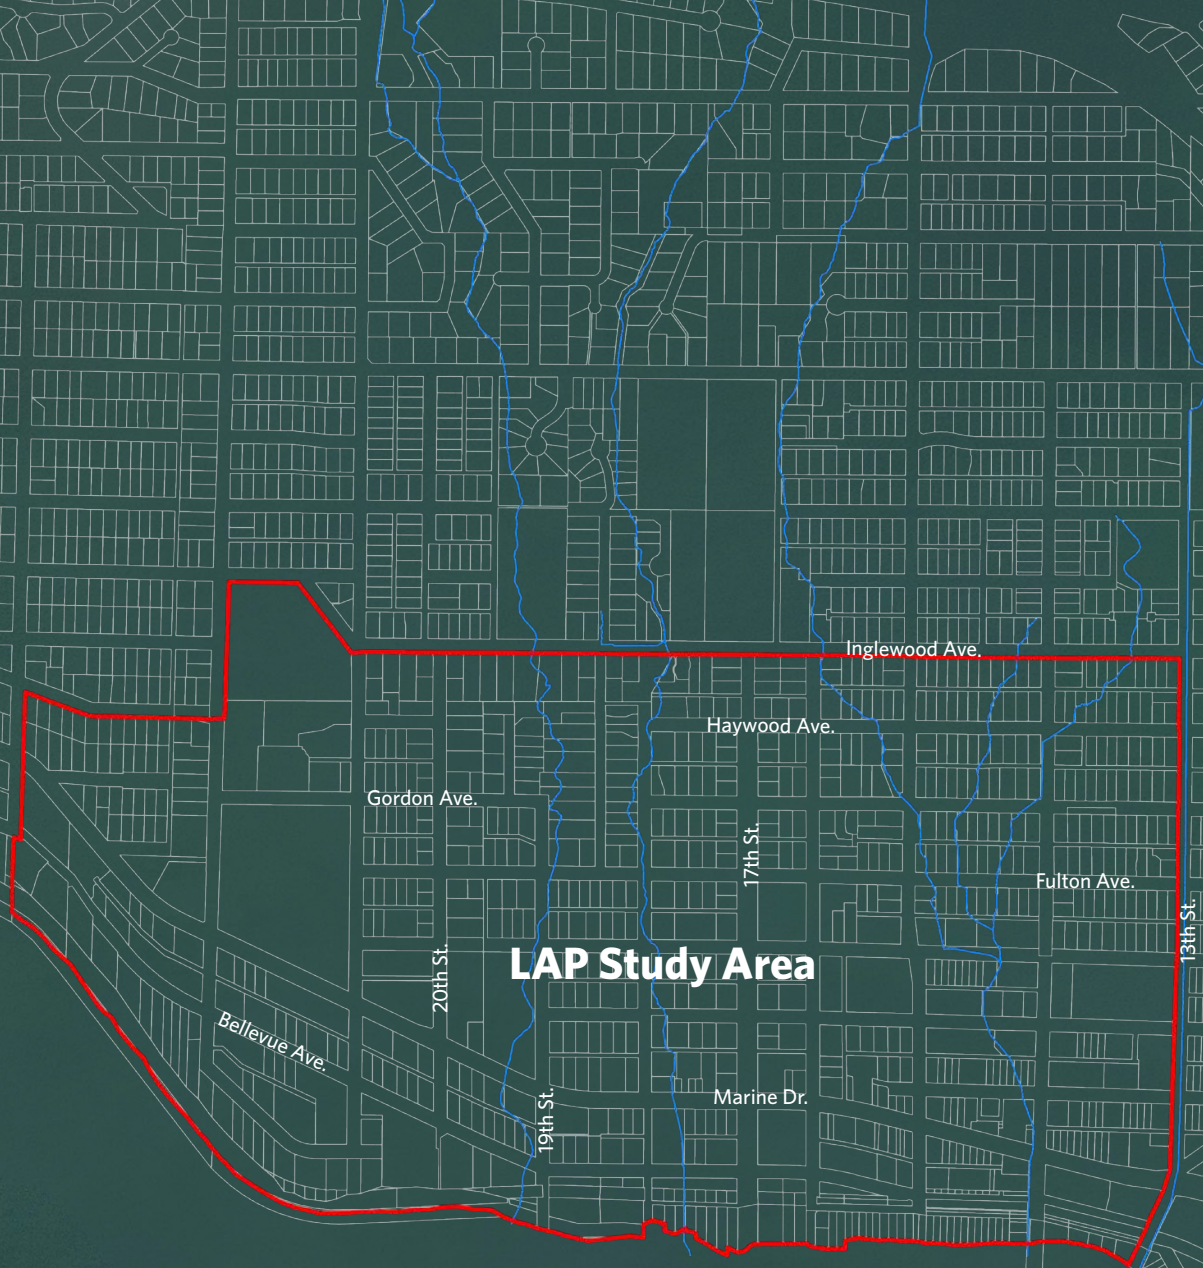 Inglewood Ave.
Haywood Ave.
Gordon Ave.
17th St.
Fulton Ave.
13th St.
LAP Study Area
20th St.
Bellevue Ave.
Marine Dr.
19th St.